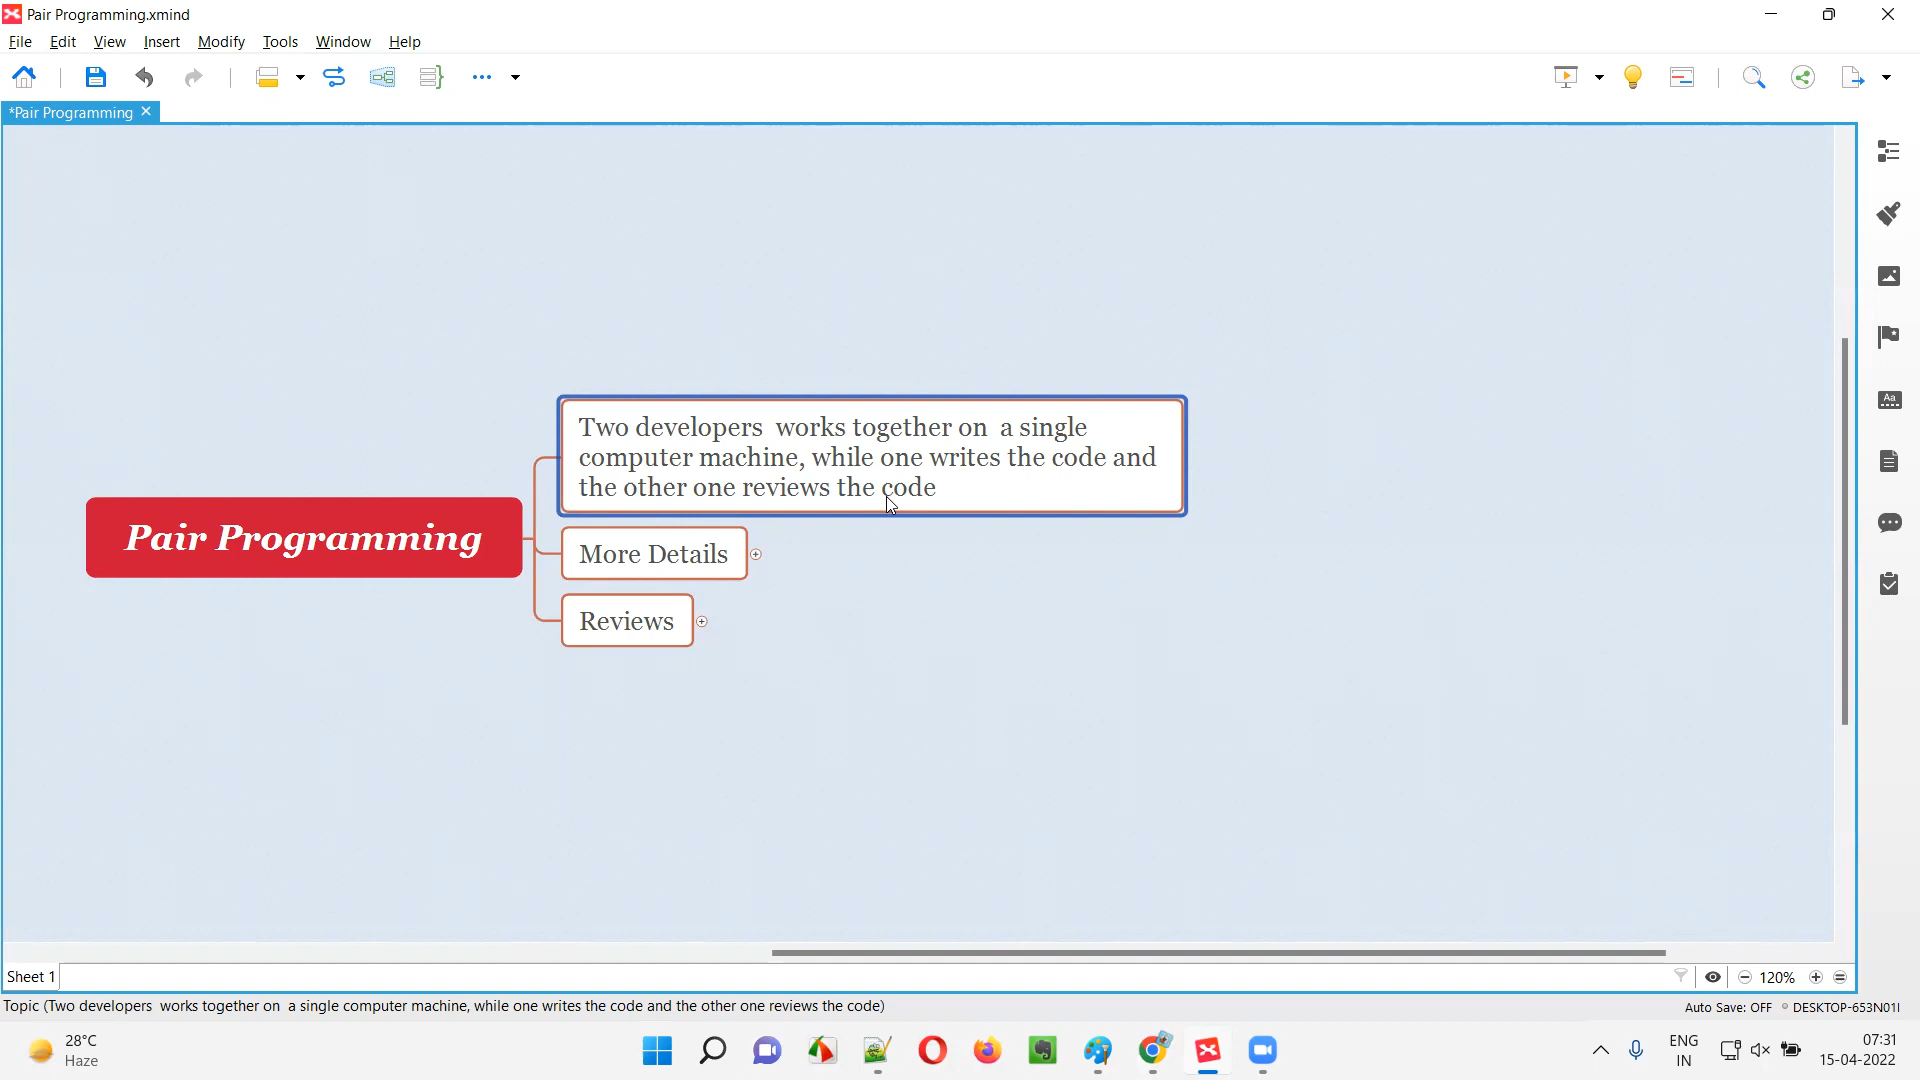 Pair Programming.xmind
File Edit View Insert Modify Tools Window Help
*Pair Programming
Two developers  works together on  a single
computer machine, while one writes the code and
the other one reviews the code
Pair Programming
More Details
Reviews
Aa
Sheet 1
120%
Topic (Two developers  works together on  a single computer machine, while one writes the code and the other one reviews the code)
Auto Save: OFF DESKTOP-653N01I
28°C
Haze
ENG
IN
07:31
15-04-2022